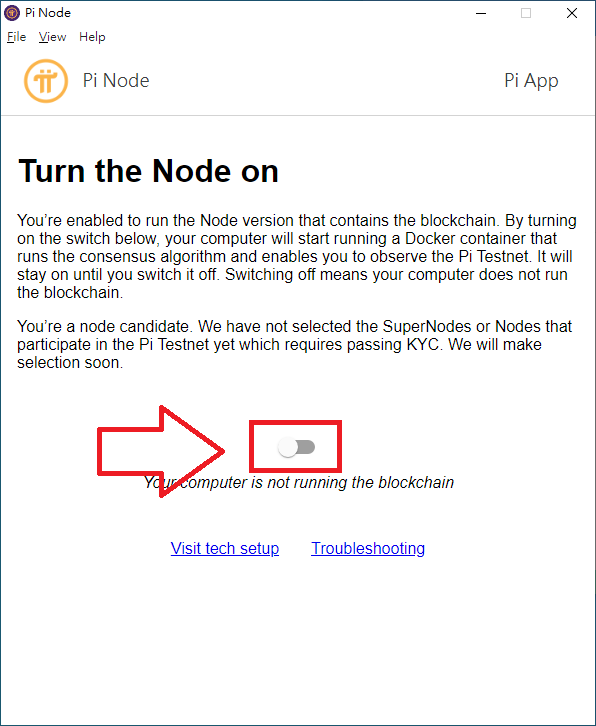 Pi Node
File View Help
Pi Node Pi App
Turn the Node on
You’re enabled to run the Node version that contains the blockchain. By turning
on the switch below, your computer will start running a Docker container that
runs the consensus algorithm and enables you to observe the Pi Testnet. It will
stay on until you switch it off. Switching off means your computer does not run
the blockchain.
You’re a node candidate. We have not selected the SuperNodes or Nodes that
participate in the Pi Testnet yet which requires passing KYC. We will make
selection soon.
Your computer is not running the blockchain
Visit tech setup Troubleshooting